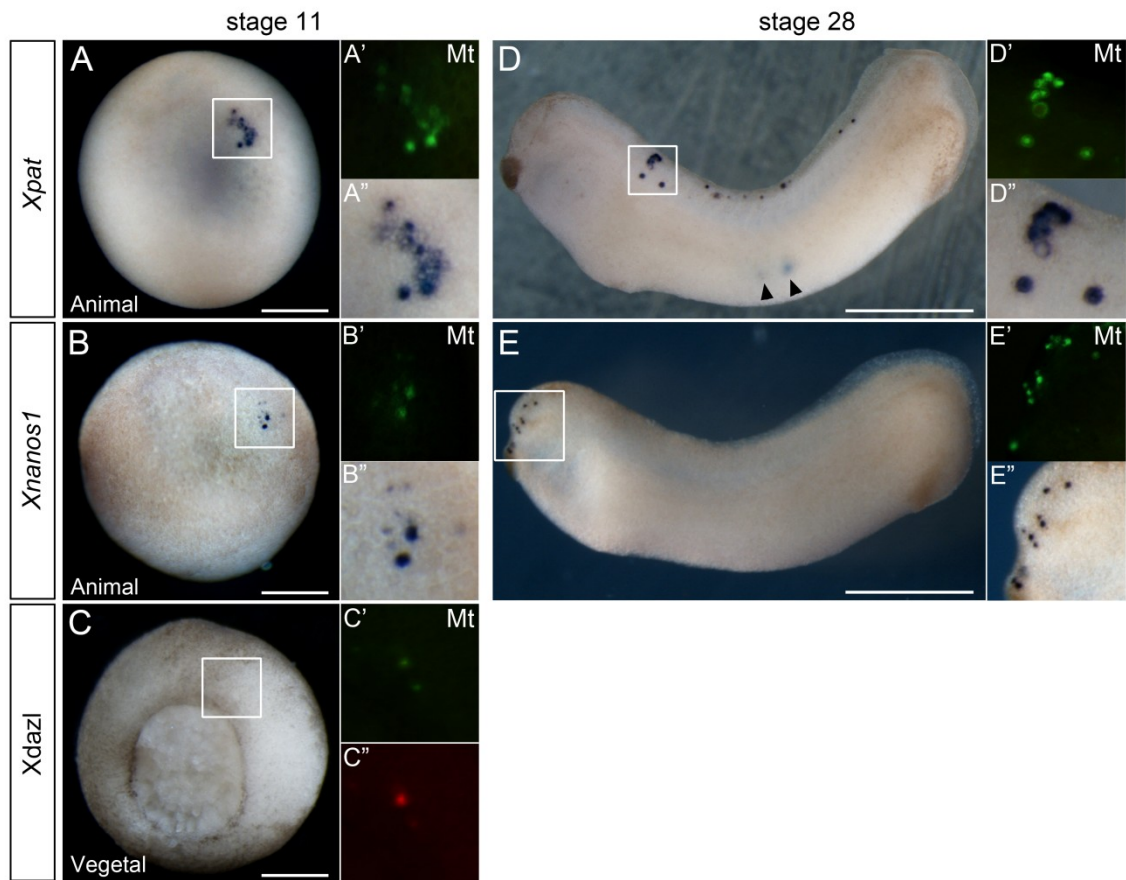 stage 11
stage 28
Xpat
A
Animal
A’
Mt
A”
D
D’
Mt
D”
Xnanos1
B
Animal
B’
Mt
B”
E
E’
Mt
E”
Xdazl
C
Vegetal
C’
Mt
C”